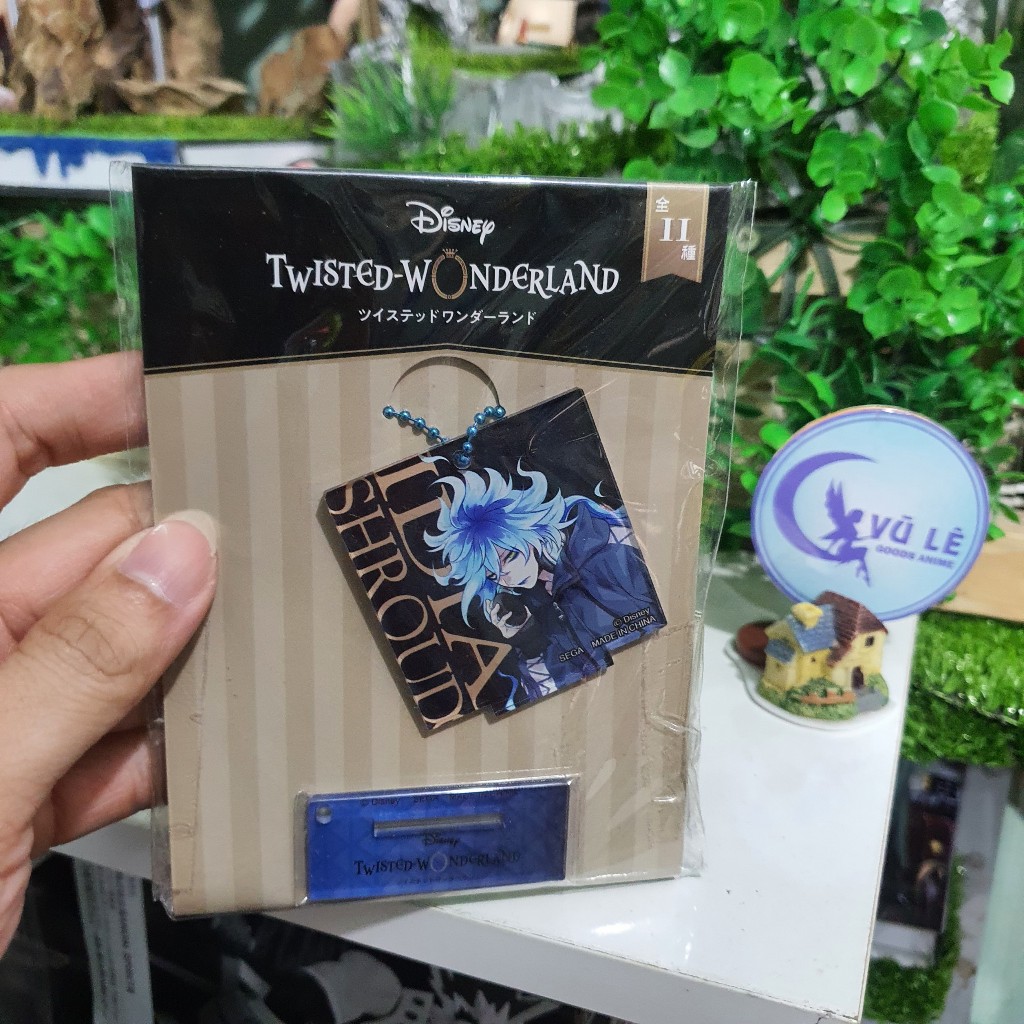 Disney
TWISTED-WONDERLAND
ツイステッドワンダーランド
全
11
種
IDIA
SHROUD
© Disney
SEGA MADE IN CHINA
© Disney
Disney
TWISTED-WONDERLAND
VŨ LÊ
GOODS ANIME